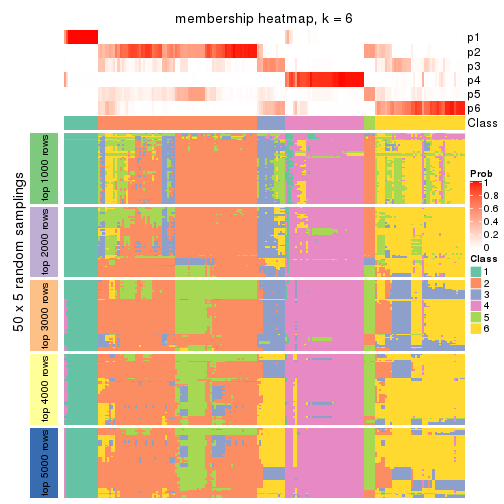 membership heatmap, k = 6
p1
p2
p3
p4
p5
p6
Class
50 x 5 random samplings
top 1000 rows
top 2000 rows
top 3000 rows
top 4000 rows
top 5000 rows
Prob
1
0.8
0.6
0.4
0.2
0
Class
1
2
3
4
5
6